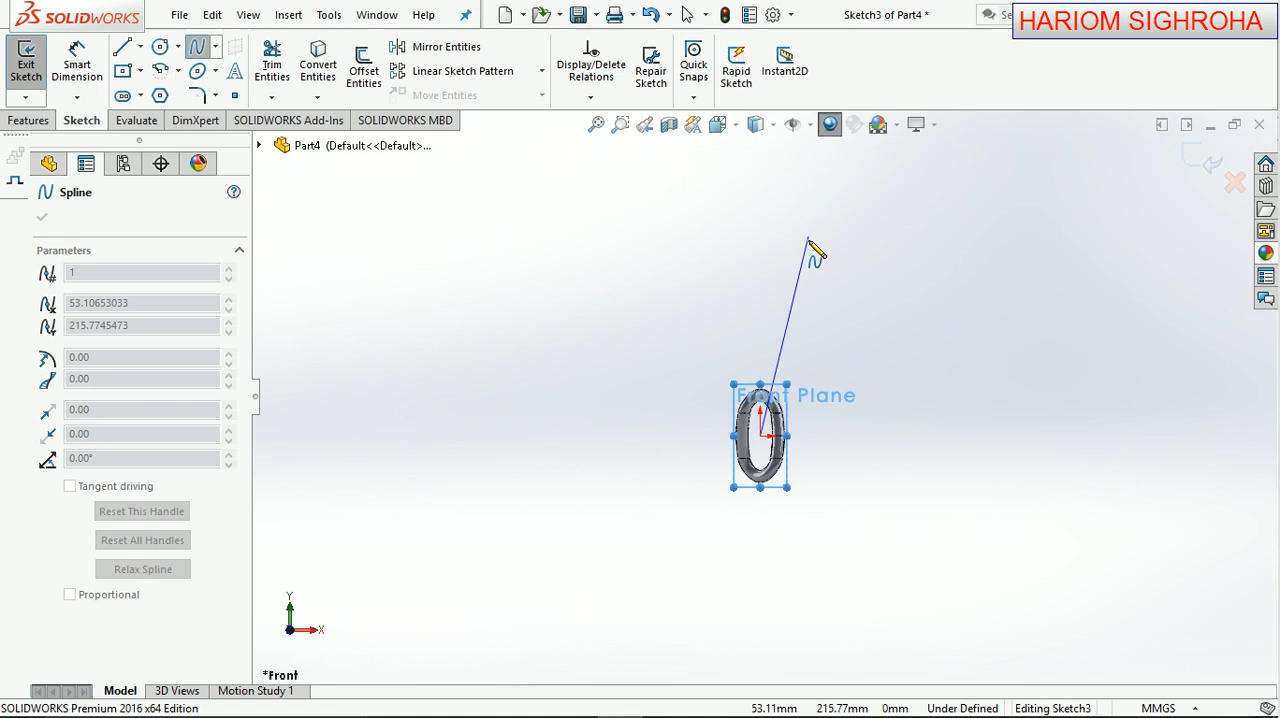 SOLIDWORKS File Edit View Insert Tools Window Help Sketch3 of Part4 * HARIOM SIGHROHA
Exit Sketch Smart Dimension Trim Entities Convert Entities Offset Entities Mirror Entities Linear Sketch Pattern Move Entities Display/Delete Relations Repair Sketch Quick Snaps Rapid Sketch Instant2D
Features Sketch Evaluate DimXpert SOLIDWORKS Add-Ins SOLIDWORKS MBD
Part4 (Default<<Default>...
Spline
Parameters
1
53.10653033
215.7745473
0.00
0.00
0.00
0.00
0.00°
Tangent driving
Reset This Handle
Reset All Handles
Relax Spline
Proportional
Front Plane
Y
X
*Front
Model 3D Views Motion Study 1
SOLIDWORKS Premium 2016 x64 Edition 53.11mm 215.77mm 0mm Under Defined Editing Sketch3 MMGS